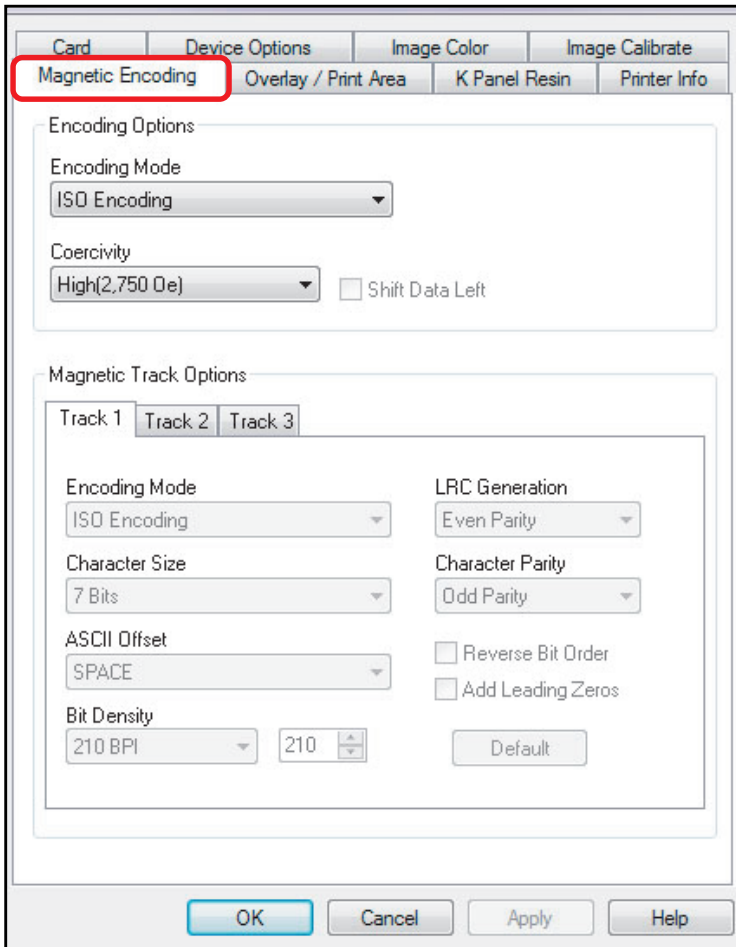 Card Device Options Image Color Image Calibrate
Magnetic Encoding Overlay / Print Area K Panel Resin Printer Info
Encoding Options
Encoding Mode
ISO Encoding
Coercivity
High(2,750 Oe) Shift Data Left
Magnetic Track Options
Track 1 Track 2 Track 3
Encoding Mode LRC Generation
ISO Encoding Even Parity
Character Size Character Parity
7 Bits Odd Parity
ASCII Offset
Reverse Bit Order
SPACE
Add Leading Zeros
Bit Density
210 BPI 210 Default
OK Cancel Apply Help